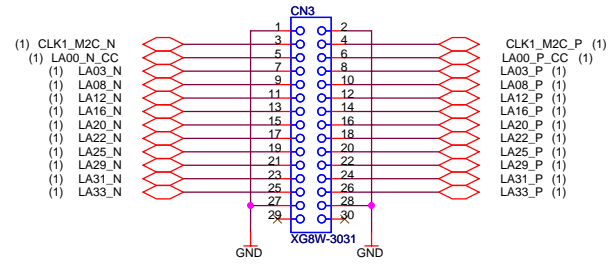 CN3
1 2
(1) CLK1_M2C_N 3 4 CLK1_M2C_P (1)
(1) LA00_N_CC 5 6 LA00_P_CC (1)
(1) LA03_N 7 8 LA03_P (1)
(1) LA08_N 9 10 LA08_P (1)
(1) LA12_N 11 12 LA12_P (1)
(1) LA16_N 13 14 LA16_P (1)
(1) LA20_N 15 16 LA20_P (1)
(1) LA22_N 17 18 LA22_P (1)
(1) LA25_N 19 20 LA25_P (1)
(1) LA29_N 21 22 LA29_P (1)
(1) LA31_N 23 24 LA31_P (1)
(1) LA33_N 25 26 LA33_P (1)
27 28
29 30
XG8W-3031
GND GND